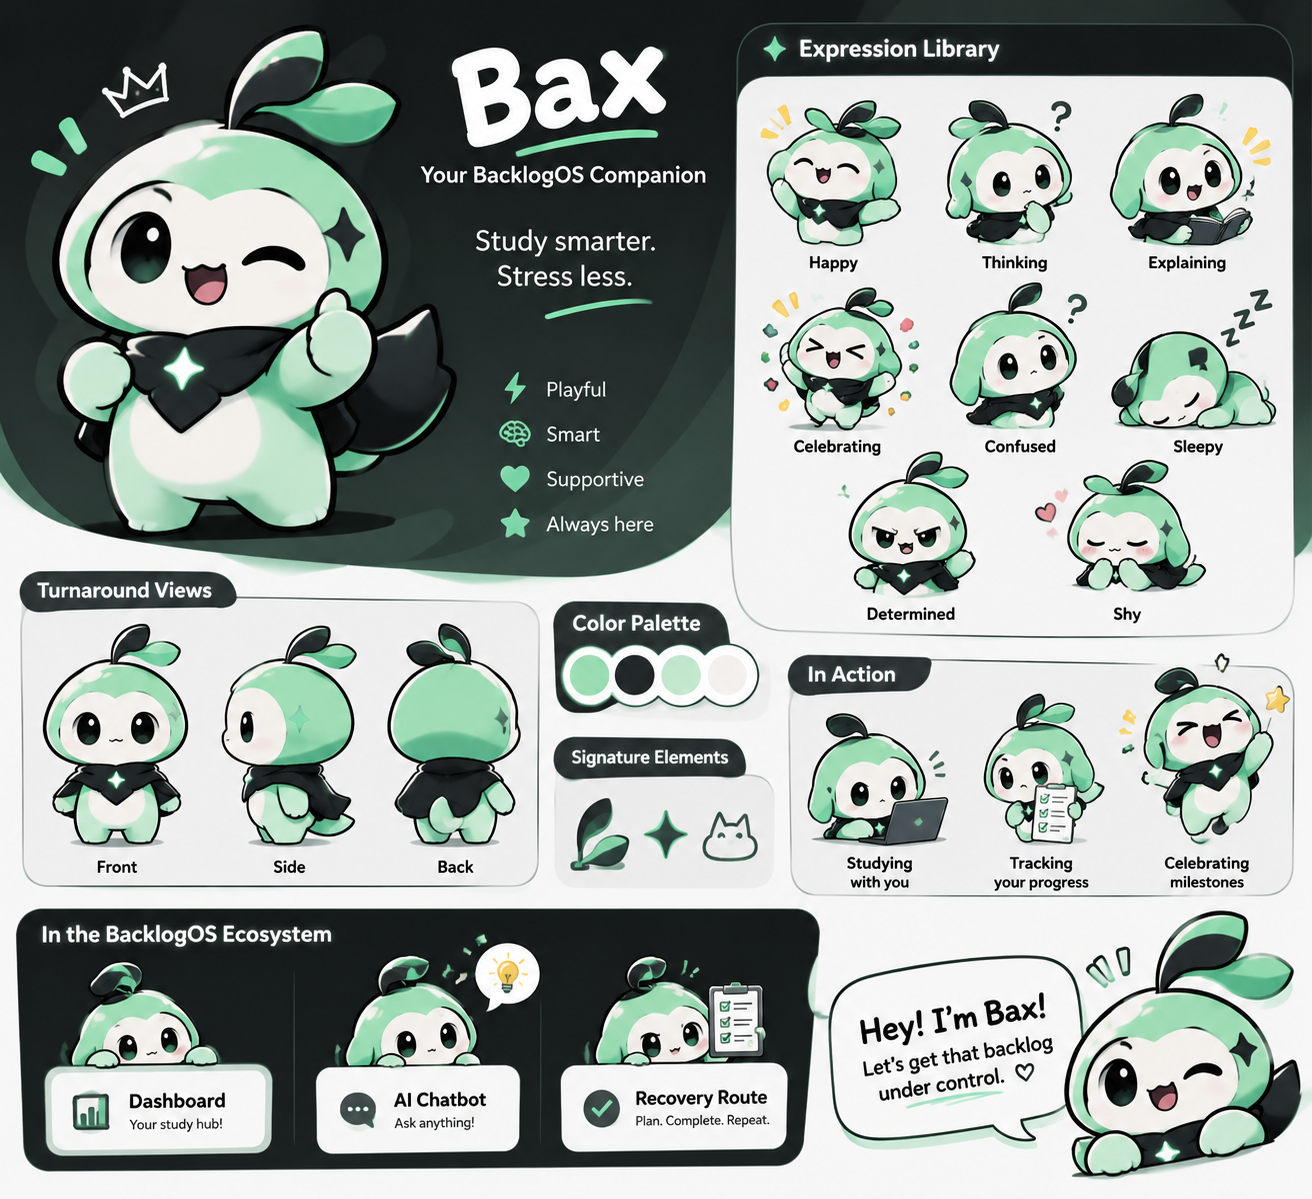 Bax
Your BacklogOS Companion
Study smarter.
Stress less.
Playful
Smart
Supportive
Always here
Expression Library
?
Happy
Thinking
Explaining
?
Z Z Z Z
Celebrating
Confused
Sleepy
Determined
Shy
Turnaround Views
Front
Side
Back
Color Palette
Signature Elements
In Action
Studying
with you
Tracking
your progress
Celebrating
milestones
In the BacklogOS Ecosystem
Dashboard
Your study hub!
AI Chatbot
Ask anything!
Recovery Route
Plan. Complete. Repeat.
Hey! I'm Bax!
Let's get that backlog
under control.